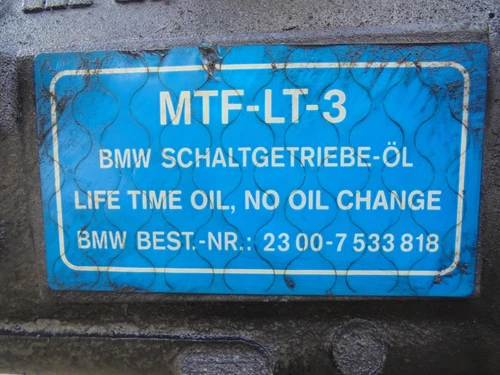 MTF-LT-3
BMW SCHALTGETRIEBE-ÖL
LIFE TIME OIL, NO OIL CHANGE
BMW BEST.-NR.: 23 00-7 533 818